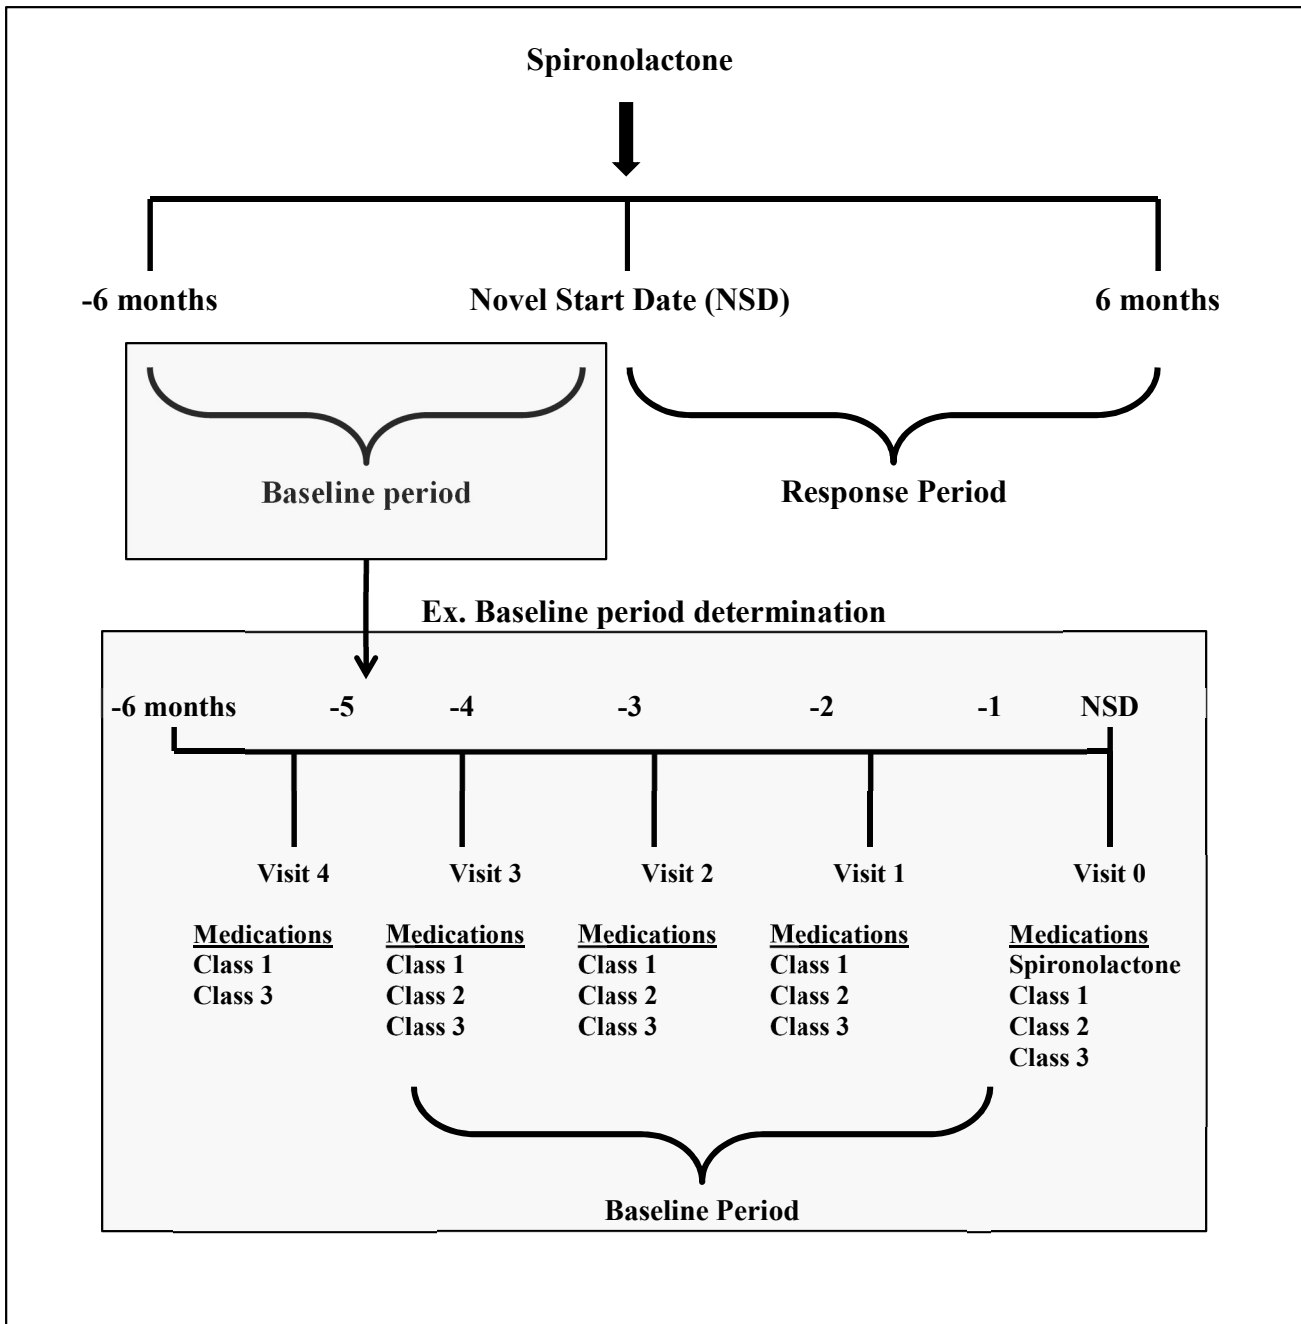 Spironolactone
-6 months Novel Start Date (NSD) 6 months
Baseline period Response Period
Ex. Baseline period determination
-6 months -5 -4 -3 -2 -1 NSD
Visit 4 Visit 3 Visit 2 Visit 1 Visit 0
Medications Medications Medications Medications Medications
Class 1 Class 1 Class 1 Class 1 Spironolactone
Class 3 Class 2 Class 2 Class 2 Class 1
Class 3 Class 3 Class 3 Class 2
Class 3
Baseline Period